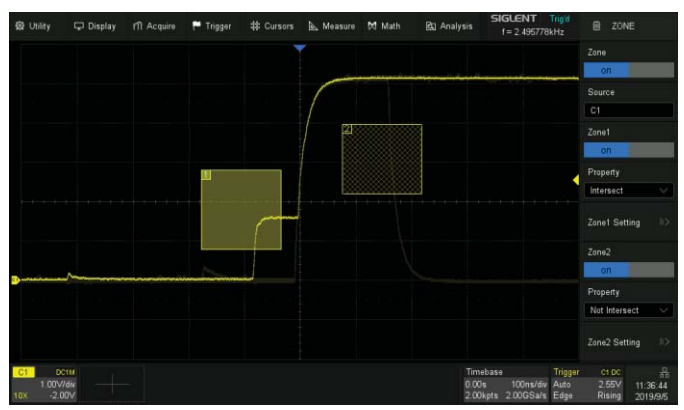 Utility Display Acquire Trigger Cursors Measure Math Analysis
SIGLENT Trig'd
f = 2.495778kHz
ZONE
Zone
on
Source
C1
Zone1
on
Property
Intersect
Zone1 Setting
Zone2
on
Property
Not Intersect
Zone2 Setting
1
2
C1 DC1M
1.00V/div
10X -2.00V
Timebase
0.00s 100ns/div
2.00kpts 2.00GSa/s
Trigger C1 DC
Auto 2.55V
Edge Rising
11:36:44
2019/9/5